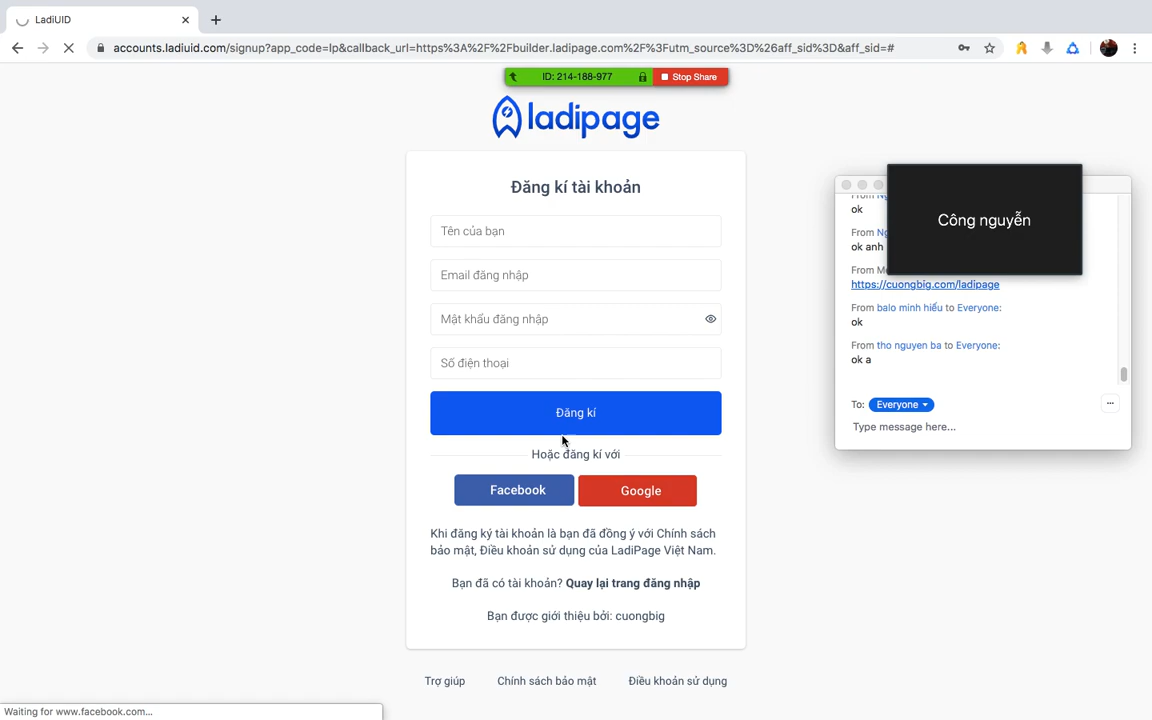 LadiUID
accounts.ladiuid.com/signup?app_code=lp&callback_url=https%3A%2F%2Fbuilder.ladipage.com%2F%3Futm_source%3D%26aff_sid%3D&aff_sid=#
ID: 214-188-977
Stop Share
ladipage
Đăng kí tài khoản
Tên của bạn
Email đăng nhập
Mật khẩu đăng nhập
Số điện thoại
Đăng kí
Hoặc đăng kí với
Facebook
Google
Khi đăng ký tài khoản là bạn đã đồng ý với Chính sách
bảo mật, Điều khoản sử dụng của LadiPage Việt Nam.
Bạn đã có tài khoản? Quay lại trang đăng nhập
Bạn được giới thiệu bởi: cuongbig
Trợ giúp
Chính sách bảo mật
Điều khoản sử dụng
Công nguyễn
ok
From
ok anh
From
https://cuongbig.com/ladipage
From balo minh hiếu to Everyone:
ok
From tho nguyen ba to Everyone:
ok a
To: Everyone
Type message here...
Waiting for www.facebook.com...